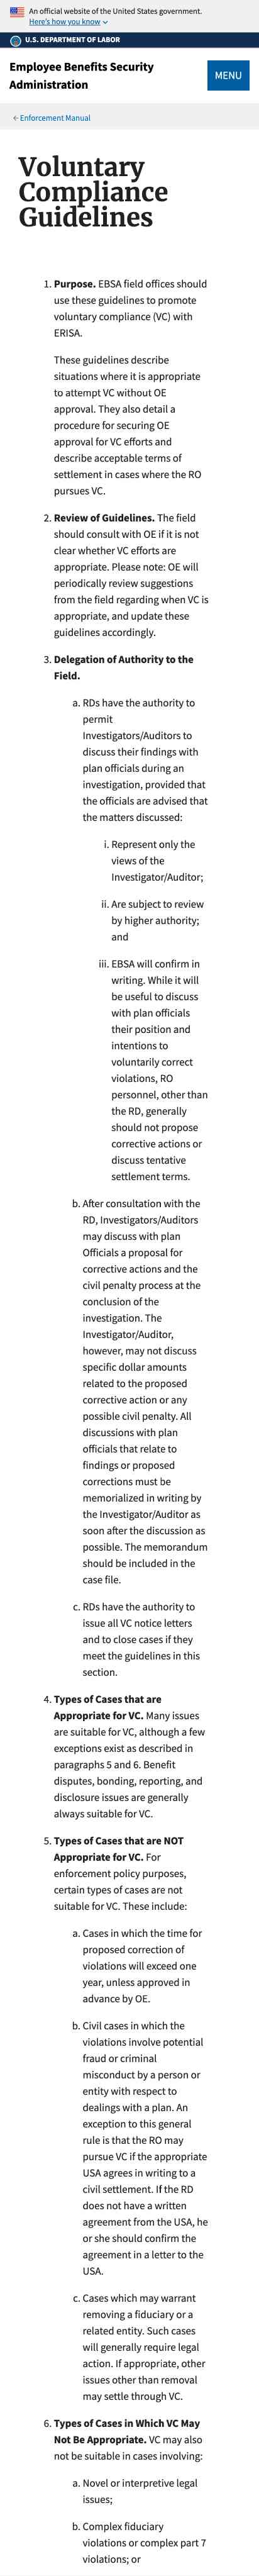 An official website of the United States government.
Here's how you know
U.S. DEPARTMENT OF LABOR
Employee Benefits Security
Administration
MENU
← Enforcement Manual
Voluntary
Compliance
Guidelines
1. Purpose. EBSA field offices should
use these guidelines to promote
voluntary compliance (VC) with
ERISA.
These guidelines describe
situations where it is appropriate
to attempt VC without OE
approval. They also detail a
procedure for securing OE
approval for VC efforts and
describe acceptable terms of
settlement in cases where the RO
pursues VC.
2. Review of Guidelines. The field
should consult with OE if it is not
clear whether VC efforts are
appropriate. Please note: OE will
periodically review suggestions
from the field regarding when VC is
appropriate, and update these
guidelines accordingly.
3. Delegation of Authority to the
Field.
a. RDs have the authority to
permit
Investigators/Auditors to
discuss their findings with
plan officials during an
investigation, provided that
the officials are advised that
the matters discussed:
i. Represent only the
views of the
Investigator/Auditor;
ii. Are subject to review
by higher authority;
and
iii. EBSA will confirm in
writing. While it will
be useful to discuss
with plan officials
their position and
intentions to
voluntarily correct
violations, RO
personnel, other than
the RD, generally
should not propose
corrective actions or
discuss tentative
settlement terms.
b. After consultation with the
RD, Investigators/Auditors
may discuss with plan
Officials a proposal for
corrective actions and the
civil penalty process at the
conclusion of the
investigation. The
Investigator/Auditor,
however, may not discuss
specific dollar amounts
related to the proposed
corrective action or any
possible civil penalty. All
discussions with plan
officials that relate to
findings or proposed
corrections must be
memorialized in writing by
the Investigator/Auditor as
soon after the discussion as
possible. The memorandum
should be included in the
case file.
c. RDs have the authority to
issue all VC notice letters
and to close cases if they
meet the guidelines in this
section.
4. Types of Cases that are
Appropriate for VC. Many issues
are suitable for VC, although a few
exceptions exist as described in
paragraphs 5 and 6. Benefit
disputes, bonding, reporting, and
disclosure issues are generally
always suitable for VC.
5. Types of Cases that are NOT
Appropriate for VC. For
enforcement policy purposes,
certain types of cases are not
suitable for VC. These include:
a. Cases in which the time for
proposed correction of
violations will exceed one
year, unless approved in
advance by OE.
b. Civil cases in which the
violations involve potential
fraud or criminal
misconduct by a person or
entity with respect to
dealings with a plan. An
exception to this general
rule is that the RO may
pursue VC if the appropriate
USA agrees in writing to a
civil settlement. If the RD
does not have a written
agreement from the USA, he
or she should confirm the
agreement in a letter to the
USA.
c. Cases which may warrant
removing a fiduciary or a
related entity. Such cases
will generally require legal
action. If appropriate, other
issues other than removal
may settle through VC.
6. Types of Cases in Which VC May
Not Be Appropriate. VC may also
not be suitable in cases involving:
a. Novel or interpretive legal
issues;
b. Complex fiduciary
violations or complex part 7
violations; or